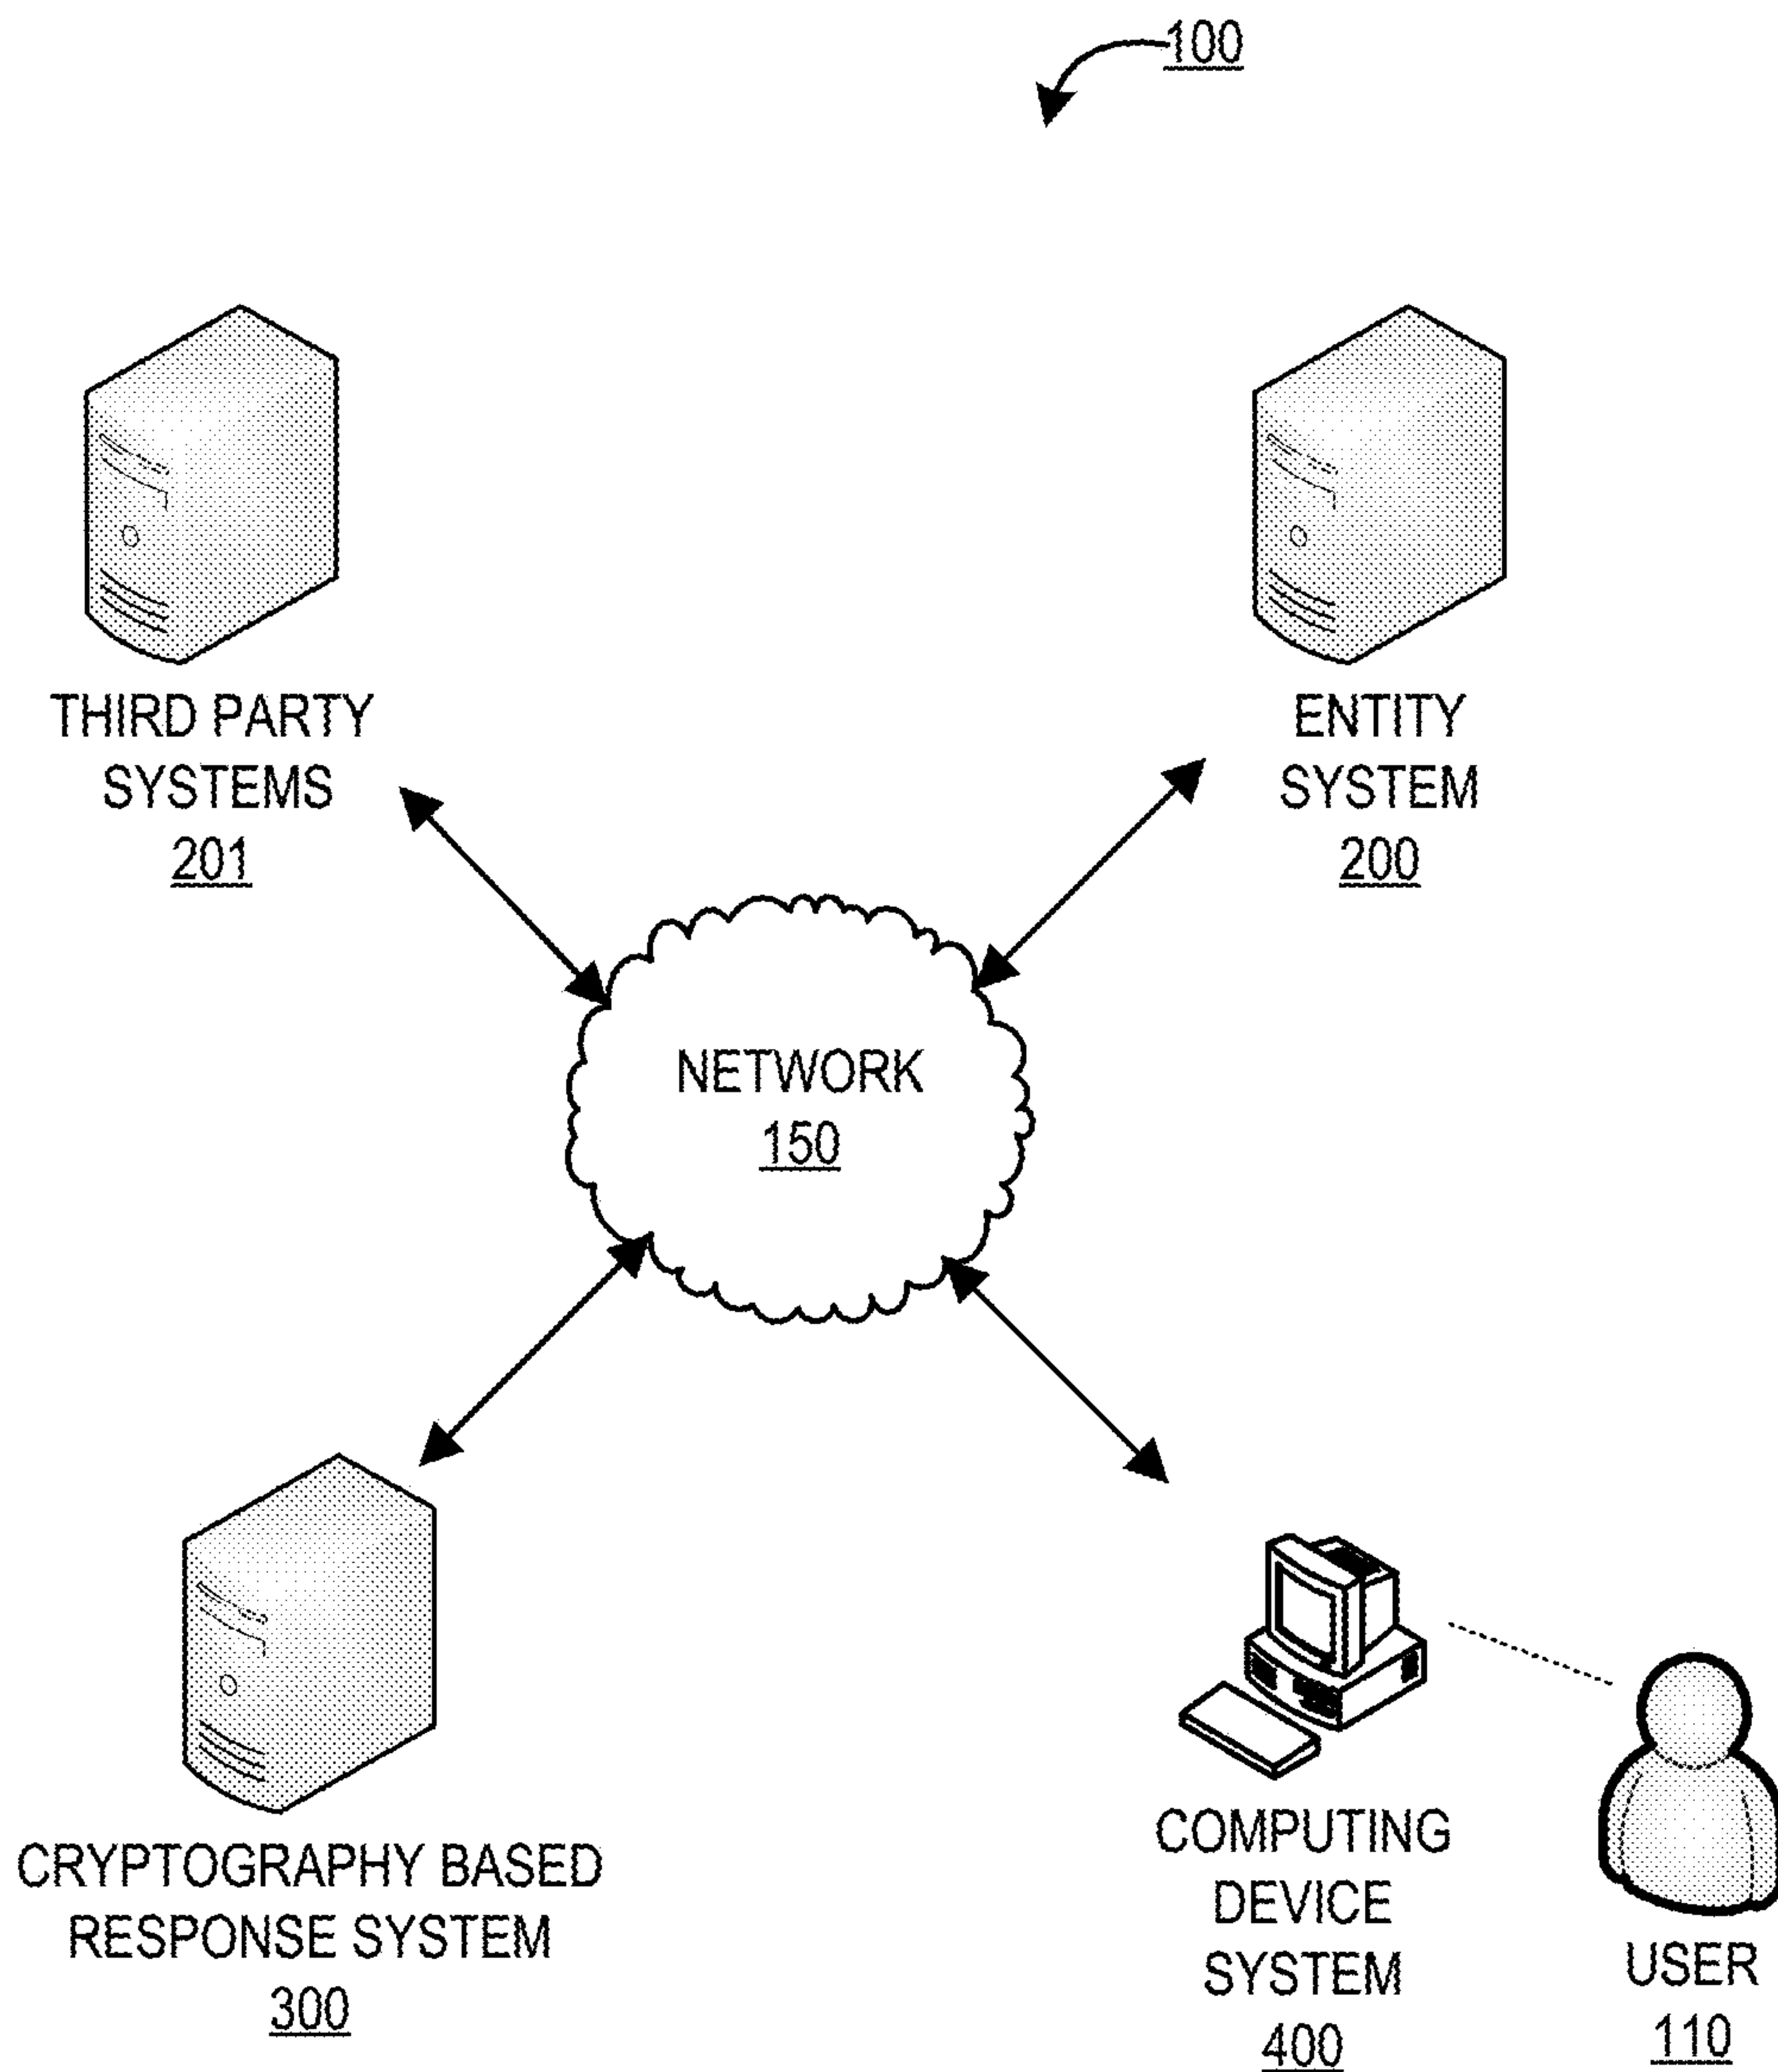 100
THIRD PARTY
SYSTEMS
201
ENTITY
SYSTEM
200
NETWORK
150
CRYPTOGRAPHY BASED
RESPONSE SYSTEM
300
COMPUTING
DEVICE
SYSTEM
400
USER
110